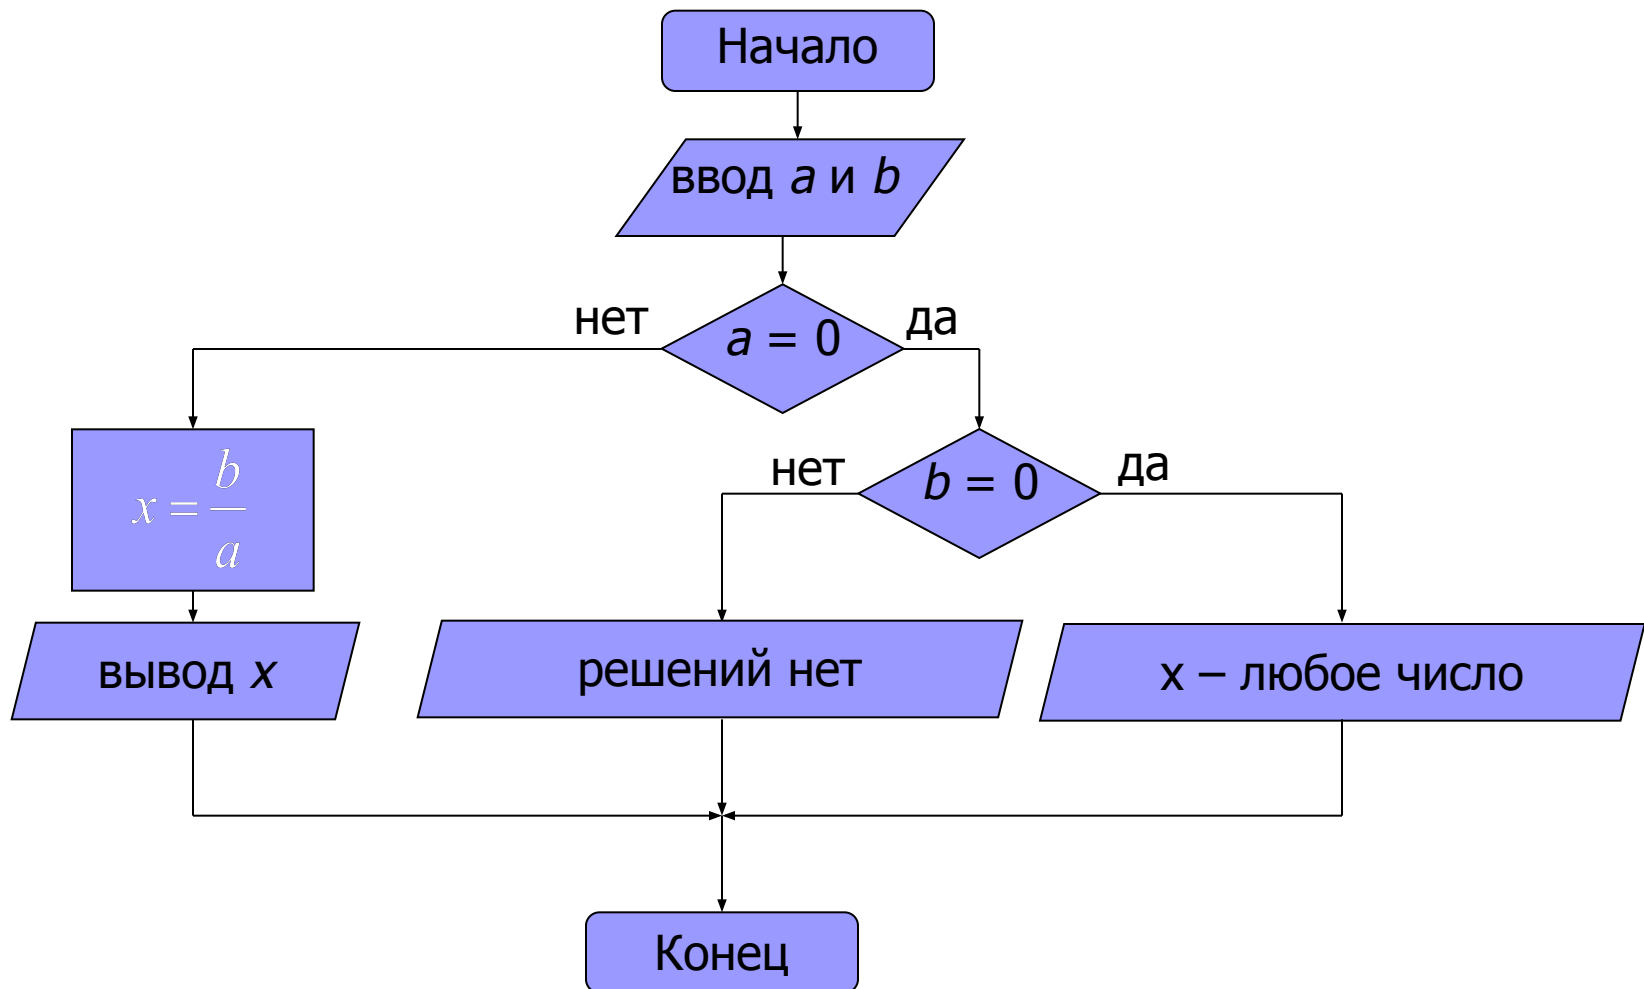 Начало
ввод a и b
нет
a = 0
да
нет
b = 0
да
x = b/a
вывод x
решений нет
x – любое число
Конец